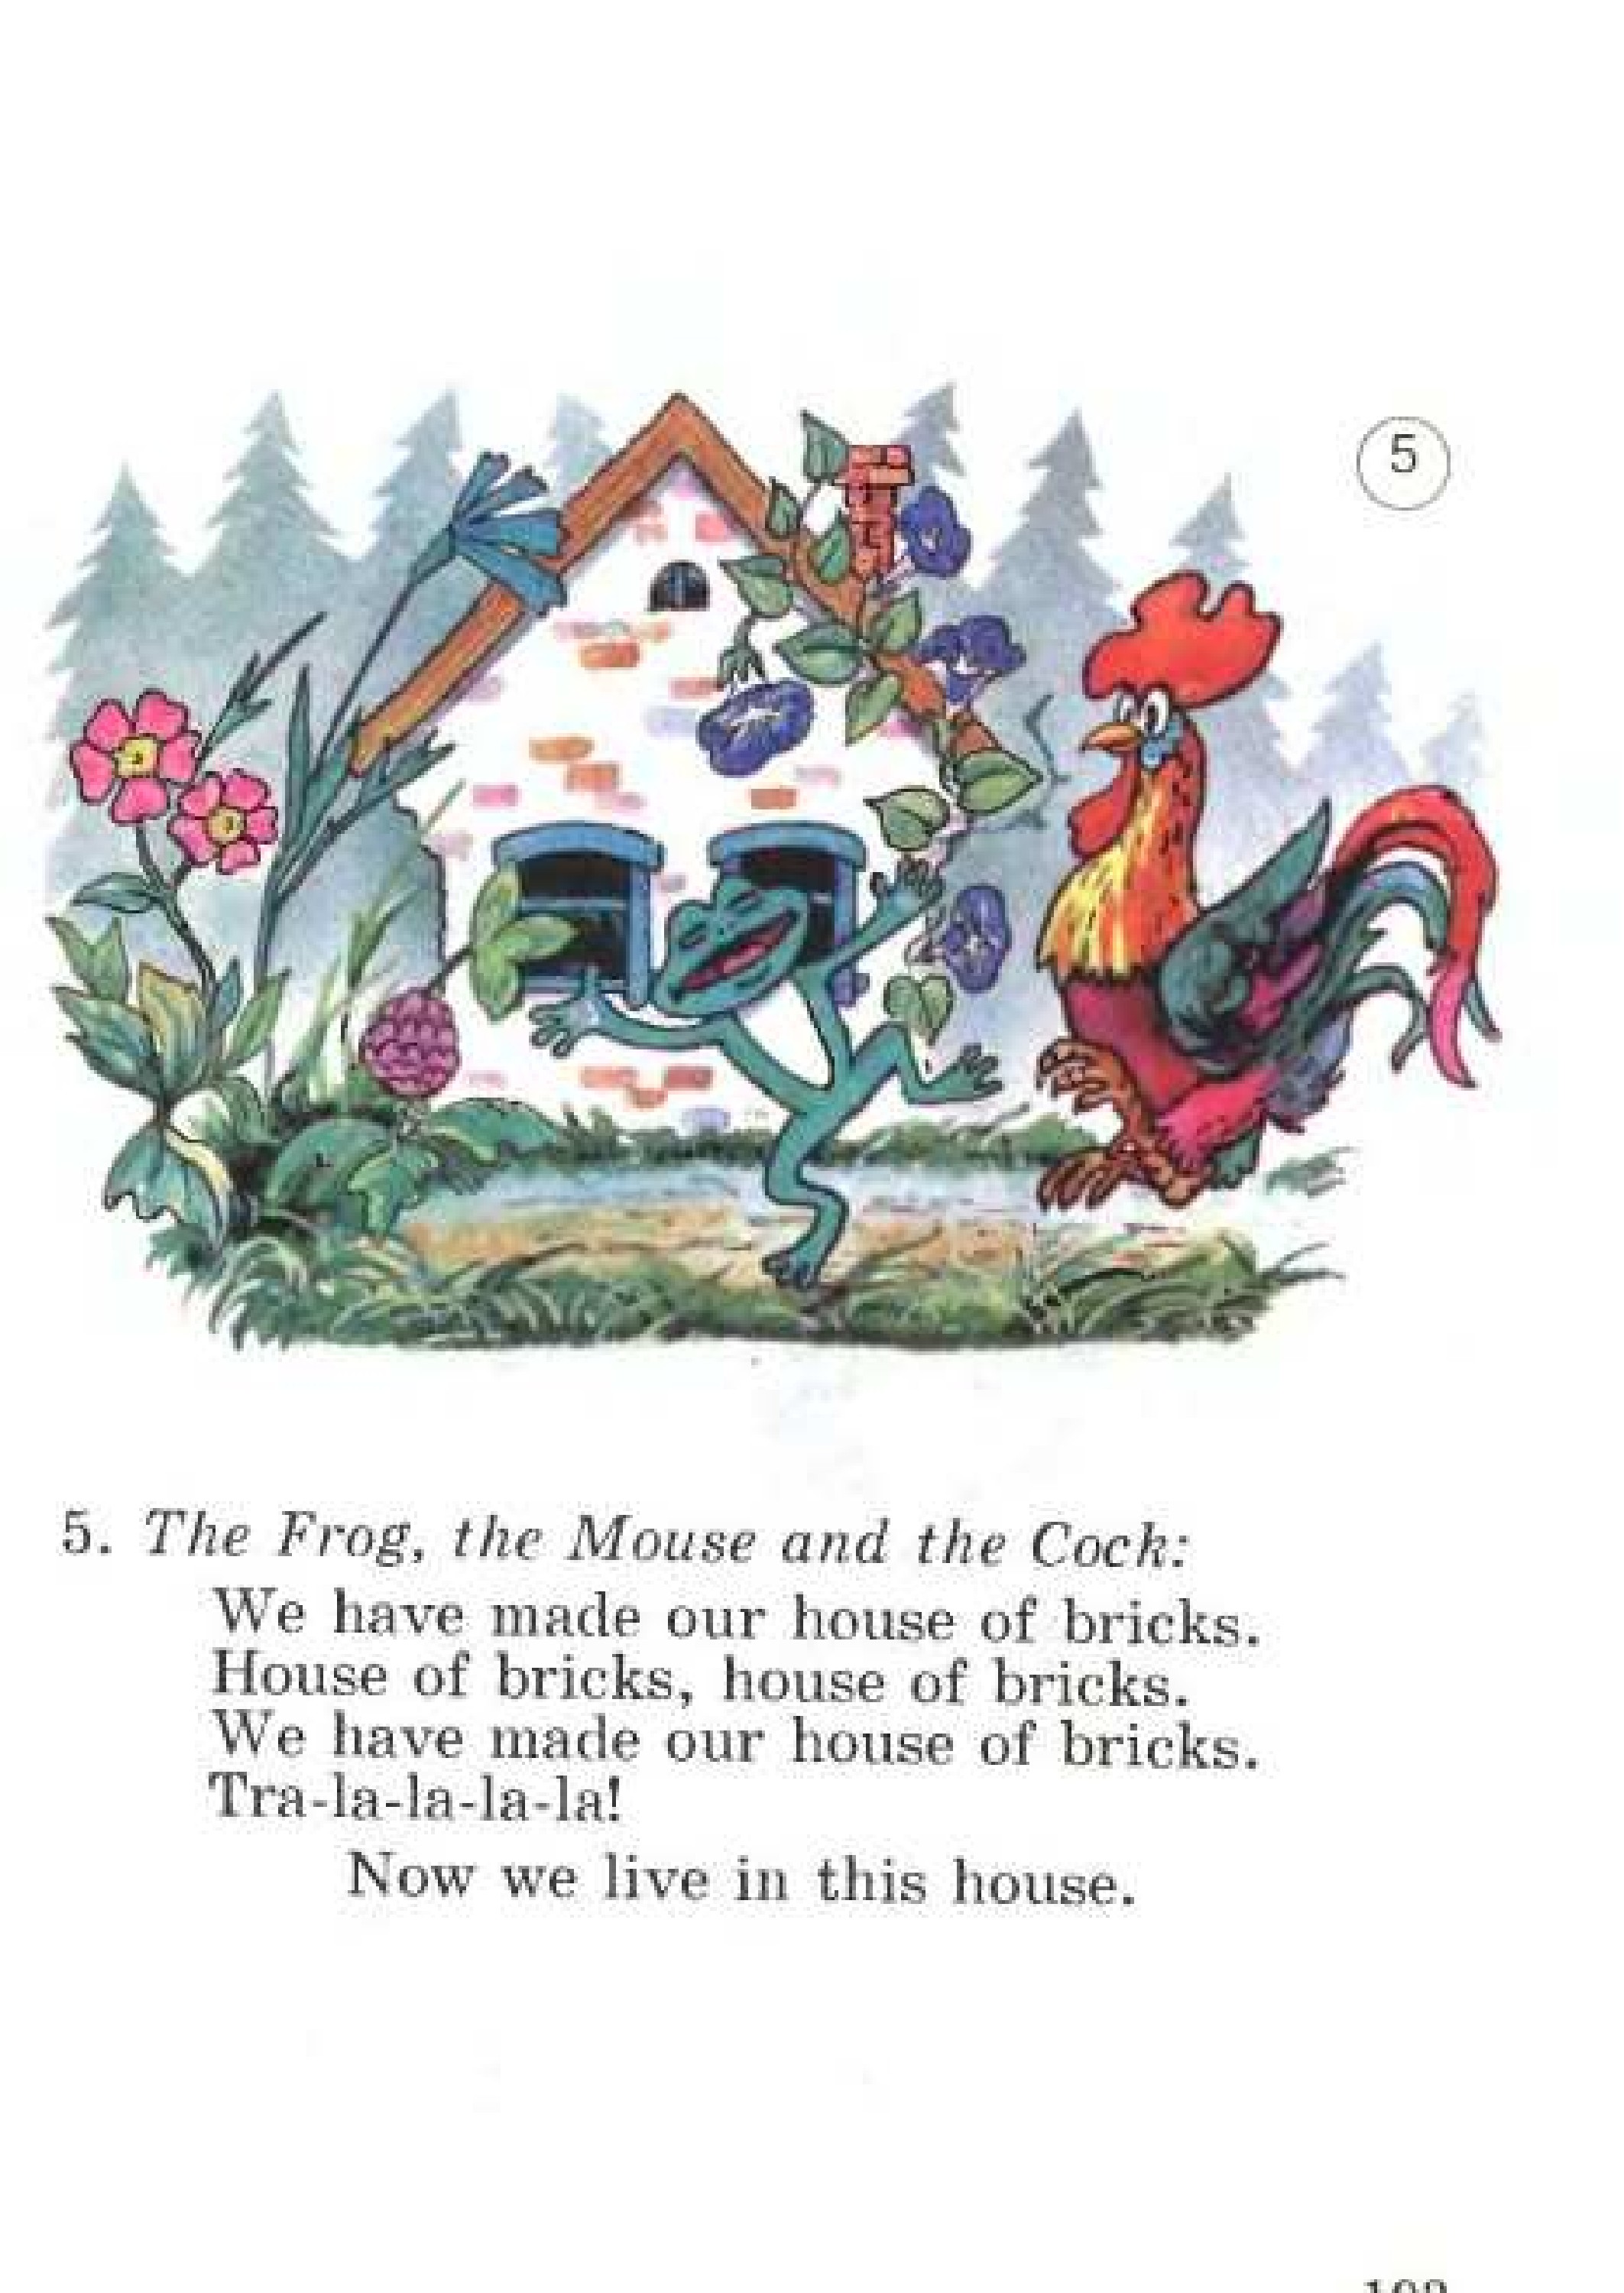 5
5. The Frog, the Mouse and the Cock:
We have made our house of bricks.
House of bricks, house of bricks.
We have made our house of bricks.
Tra-la-la-la-la!
Now we live in this house.